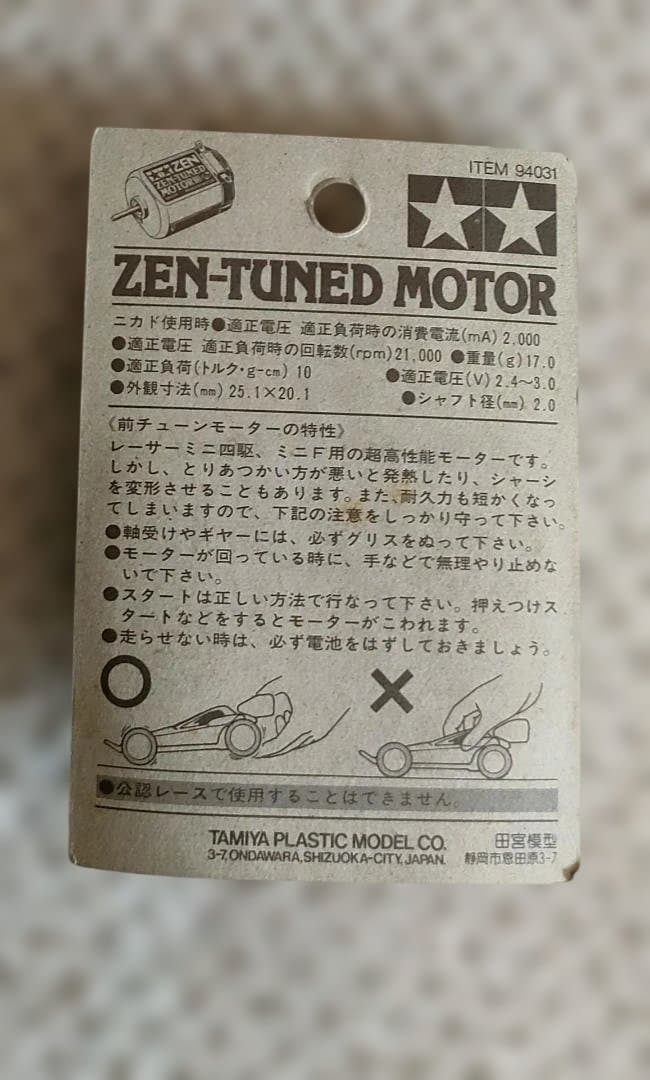 ZEN
ZEN-TUNED
MOTOR
ITEM 94031
ZEN-TUNED MOTOR
ニカド使用時●適正電圧 適正負荷時の消費電流(mA) 2,000
●適正電圧 適正負荷時の回転数(rpm)21,000 ●重量(g)17.0
●適正負荷(トルク・g-cm) 10 ●適正電圧(V) 2.4〜3.0
●外観寸法(mm) 25.1×20.1 ●シャフト径(mm) 2.0
《前チューンモーターの特性》
レーサーミニ四駆、ミニF用の超高性能モーターです。
しかし、とりあつかい方が悪いと発熱したり、シャーシ
を変形させることもあります。また、耐久力も短かくなっ
てしまいますので、下記の注意をしっかり守って下さい。
●軸受けやギヤーには、必ずグリスをぬって下さい。
●モーターが回っている時に、手などで無理やり止めな
いで下さい。
●スタートは正しい方法で行なって下さい。押えつけス
タートなどをするとモーターがこわれます。
●走らせない時は、必ず電池をはずしておきましょう。
●公認レースで使用することはできません。
TAMIYA PLASTIC MODEL CO. 田宮模型
3-7, ONDAWARA, SHIZUOKA-CITY, JAPAN. 静岡市恩田原3-7